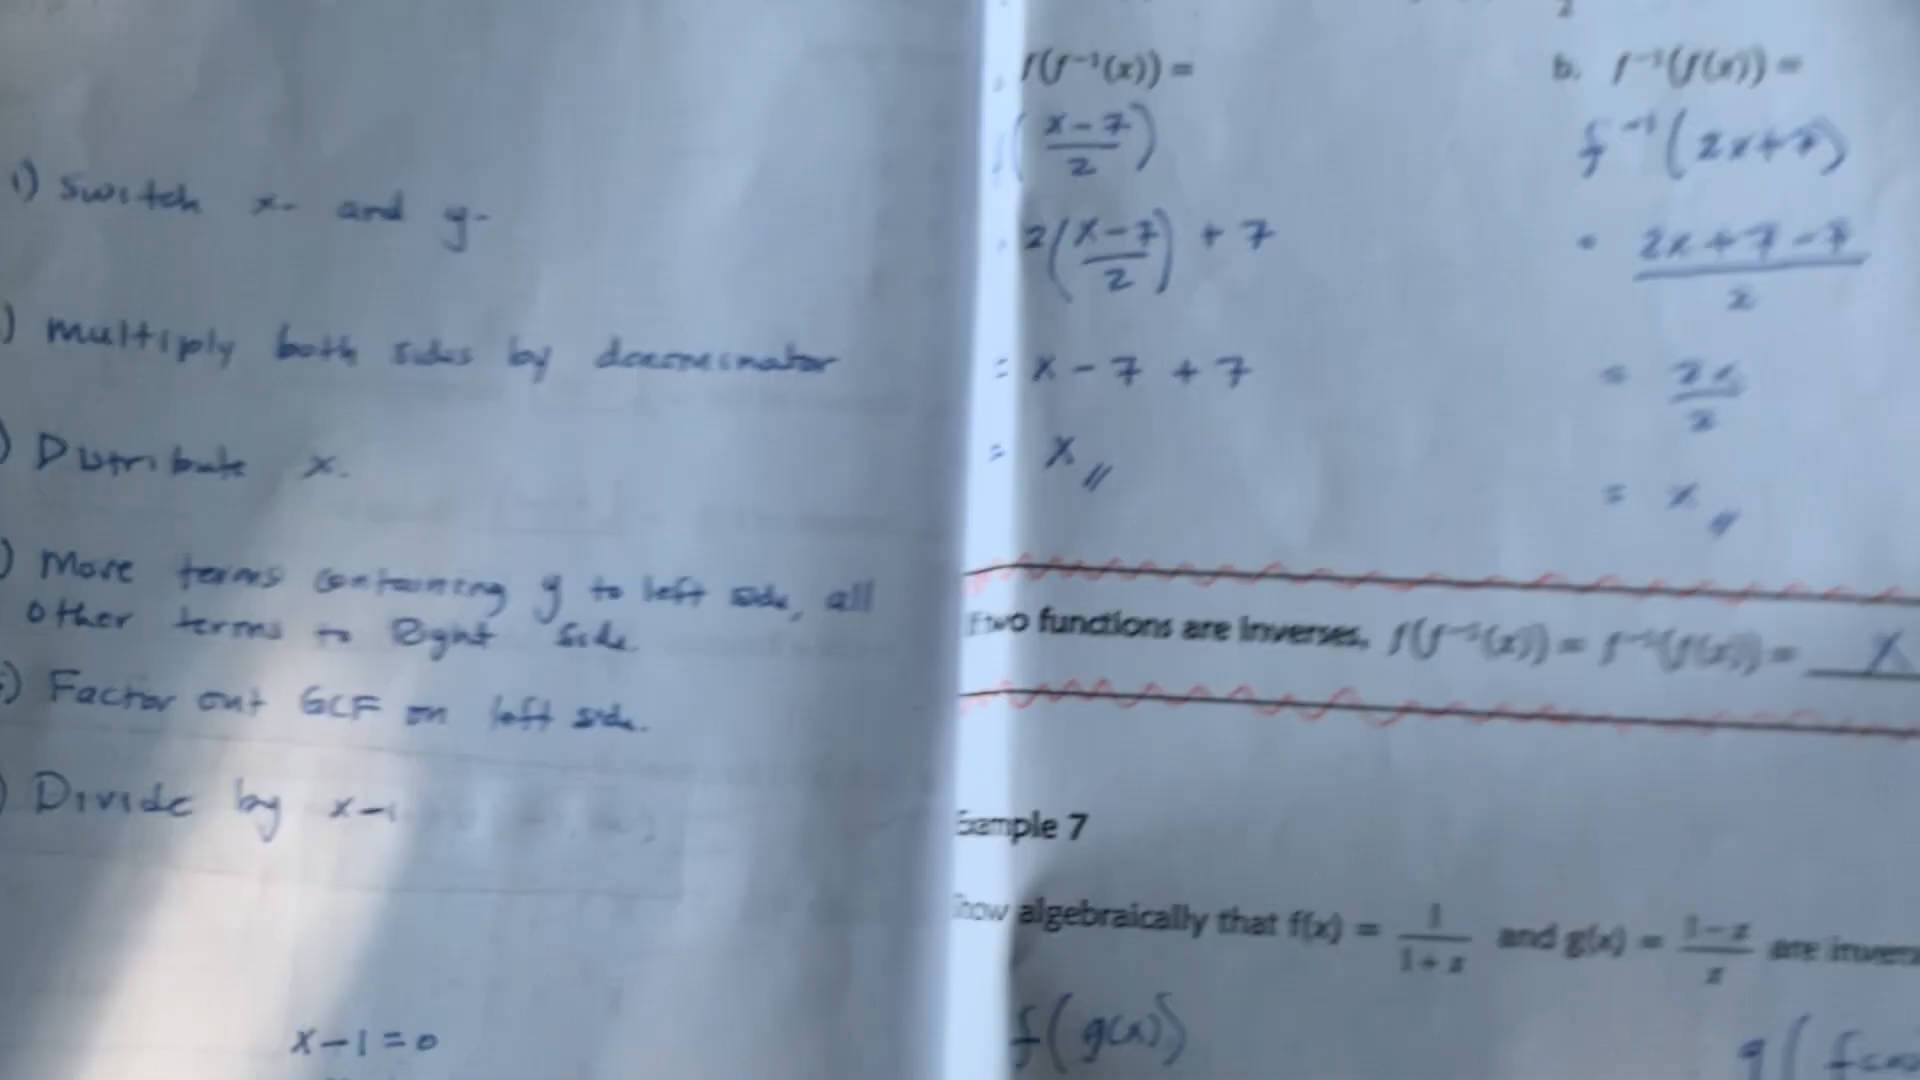 1) Switch x- and y-
) Multiply both sides by denominator
) Distribute x.
) Move terms containing y to left side, all
other terms to Right side.
) Factor out GCF on left side.
) Divide by x-1
x-1=0
f(f⁻¹(x)) =
(x-7/2)
2(x-7/2) + 7
= x - 7 + 7
= x //
b. f⁻¹(f(x)) =
f⁻¹(2x+7)
= 2x+7-7/2
= 2x/2
= x //
two functions are inverses, f(f⁻¹(x)) = f⁻¹(f(x)) = x
Example 7
how algebraically that f(x) = 1/1+x and g(x) = 1-x/x are inver
f(g(x))
g(f(x)